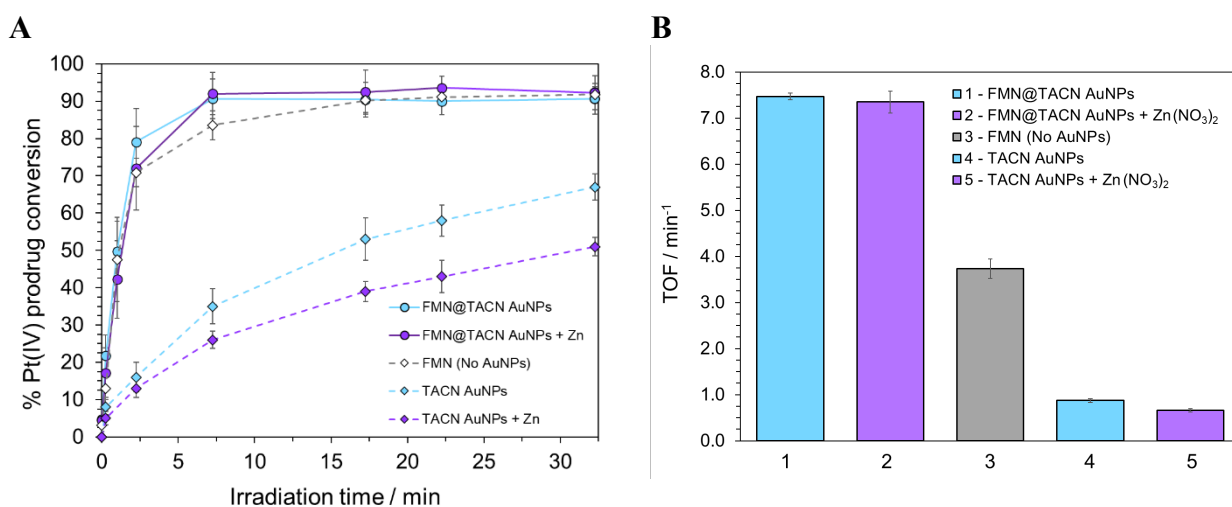 A
% Pt(IV) prodrug conversion
100
90
80
70
60
50
40
30
20
10
0
0 5 10 15 20 25 30
Irradiation time / min
FMN@TACN AuNPs
FMN@TACN AuNPs + Zn
FMN (No AuNPs)
TACN AuNPs
TACN AuNPs + Zn
B
TOF / min⁻¹
8.0
7.0
6.0
5.0
4.0
3.0
2.0
1.0
0.0
1 2 3 4 5
1 - FMN@TACN AuNPs
2 - FMN@TACN AuNPs + Zn(NO₃)₂
3 - FMN (No AuNPs)
4 - TACN AuNPs
5 - TACN AuNPs + Zn(NO₃)₂